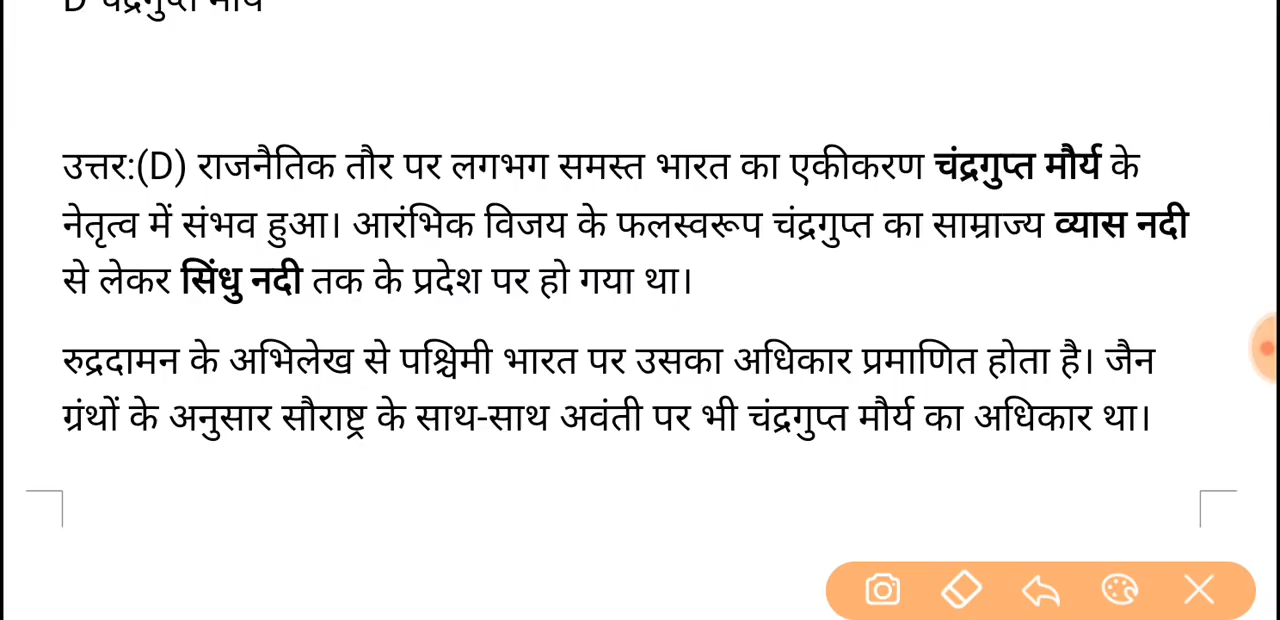 D चंद्रगुप्त मौर्य
उत्तर:(D) राजनैतिक तौर पर लगभग समस्त भारत का एकीकरण चंद्रगुप्त मौर्य के
नेतृत्व में संभव हुआ। आरंभिक विजय के फलस्वरूप चंद्रगुप्त का साम्राज्य व्यास नदी
से लेकर सिंधु नदी तक के प्रदेश पर हो गया था।
रुद्रदामन के अभिलेख से पश्चिमी भारत पर उसका अधिकार प्रमाणित होता है। जैन
ग्रंथों के अनुसार सौराष्ट्र के साथ-साथ अवंती पर भी चंद्रगुप्त मौर्य का अधिकार था।